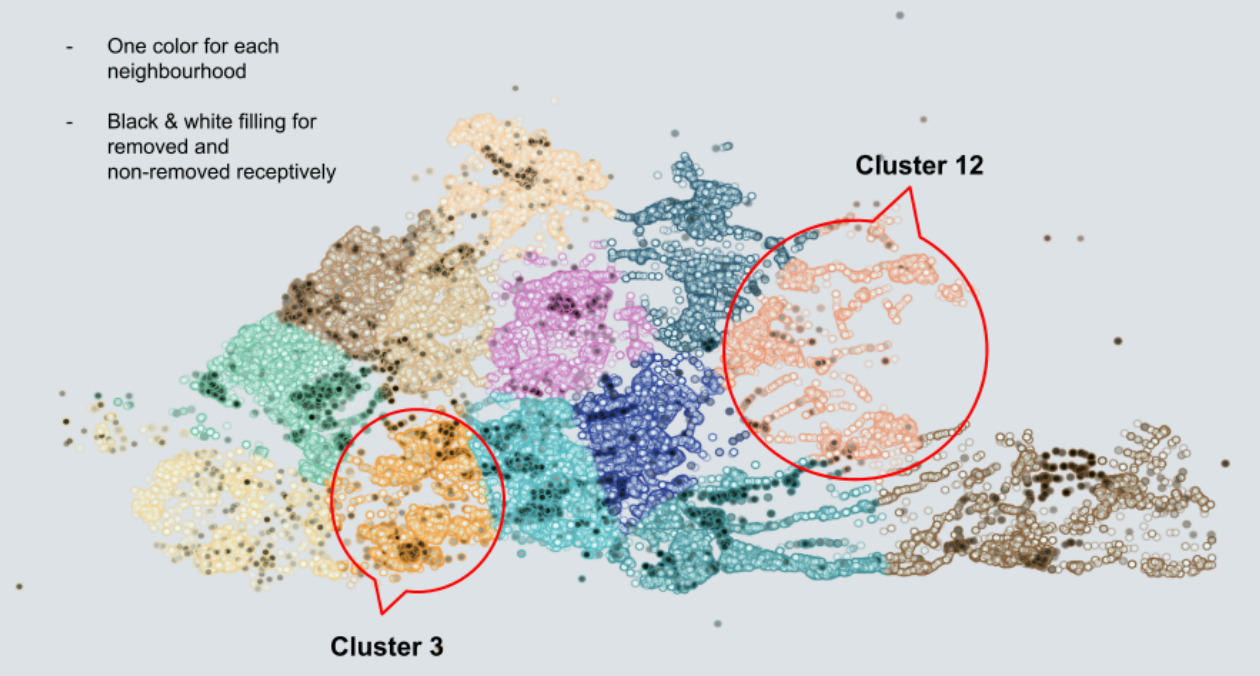 - One color for each
neighbourhood
- Black & white filling for
removed and
non-removed receptively
Cluster 12
Cluster 3